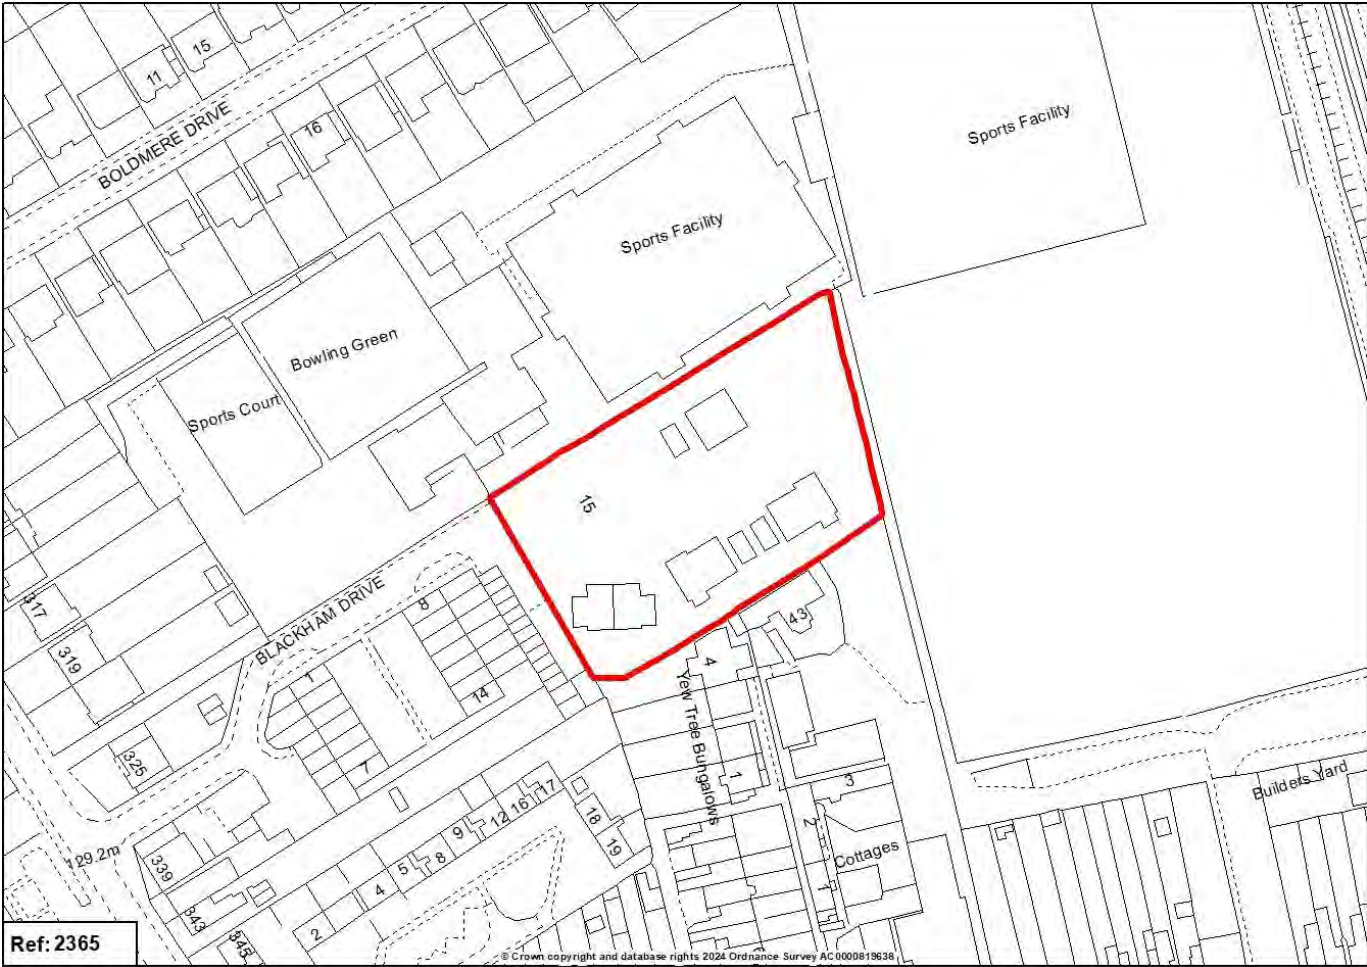 15
11
BOLDMERE DRIVE
16
Sports Facility
Sports Facility
Bowling Green
Sports Court
15
BLACKHAM DRIVE
8
14
1
7
317
319
325
43
4
Yew Tree Bungalows
1
3
2
Cottages
1
Builders Yard
129.2m
339
343
345
2
4
5
8
9
12
16
17
18
19
Ref: 2365
© Crown copyright and database rights 2024 Ordnance Survey AC0000819638